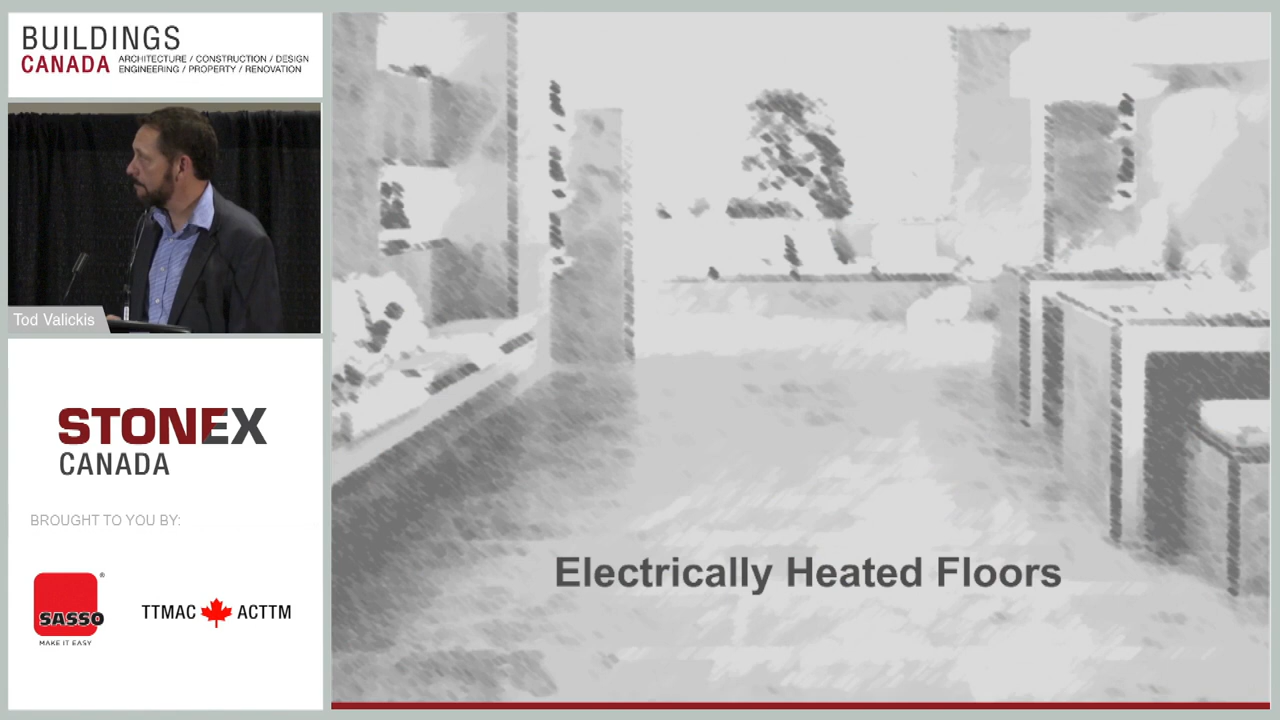 BUILDINGS
CANADA
ARCHITECTURE / CONSTRUCTION / DESIGN
ENGINEERING / PROPERTY / RENOVATION
Tod Valickis
STONEX
CANADA
BROUGHT TO YOU BY:
SASSO
®
MAKE IT EASY
TTMAC ACTTM
Electrically Heated Floors